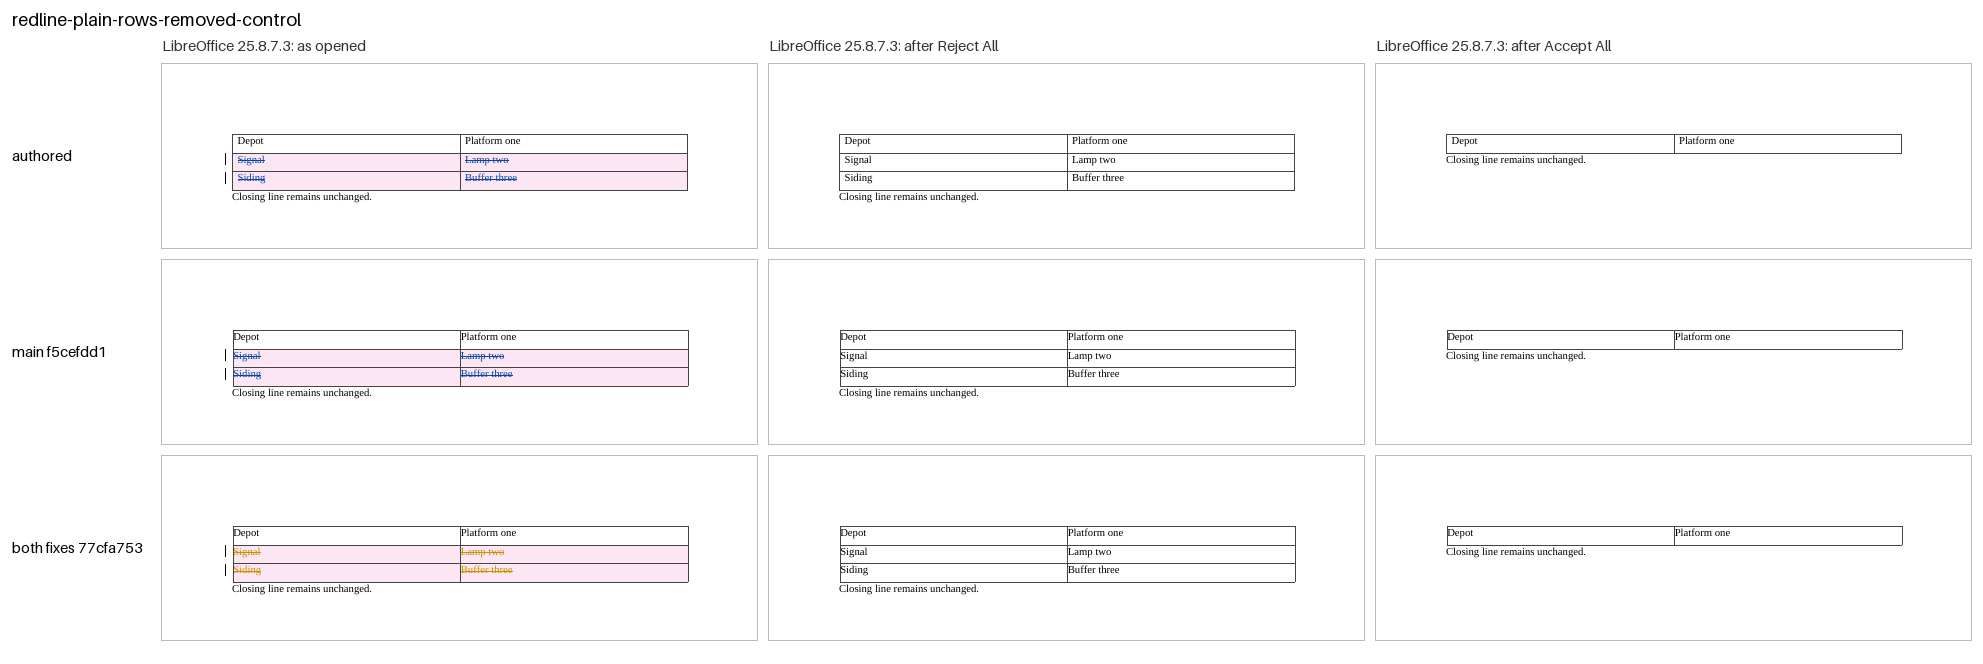 redline-plain-rows-removed-control
LibreOffice 25.8.7.3: as opened
LibreOffice 25.8.7.3: after Reject All
LibreOffice 25.8.7.3: after Accept All
authored
Depot Platform one
Signal Lamp two
Siding Buffer three
Closing line remains unchanged.
Depot Platform one
Signal Lamp two
Siding Buffer three
Closing line remains unchanged.
Depot Platform one
Closing line remains unchanged.
main f5cefdd1
Depot Platform one
Signal Lamp two
Siding Buffer three
Closing line remains unchanged.
Depot Platform one
Signal Lamp two
Siding Buffer three
Closing line remains unchanged.
Depot Platform one
Closing line remains unchanged.
both fixes 77cfa753
Depot Platform one
Signal Lamp two
Siding Buffer three
Closing line remains unchanged.
Depot Platform one
Signal Lamp two
Siding Buffer three
Closing line remains unchanged.
Depot Platform one
Closing line remains unchanged.